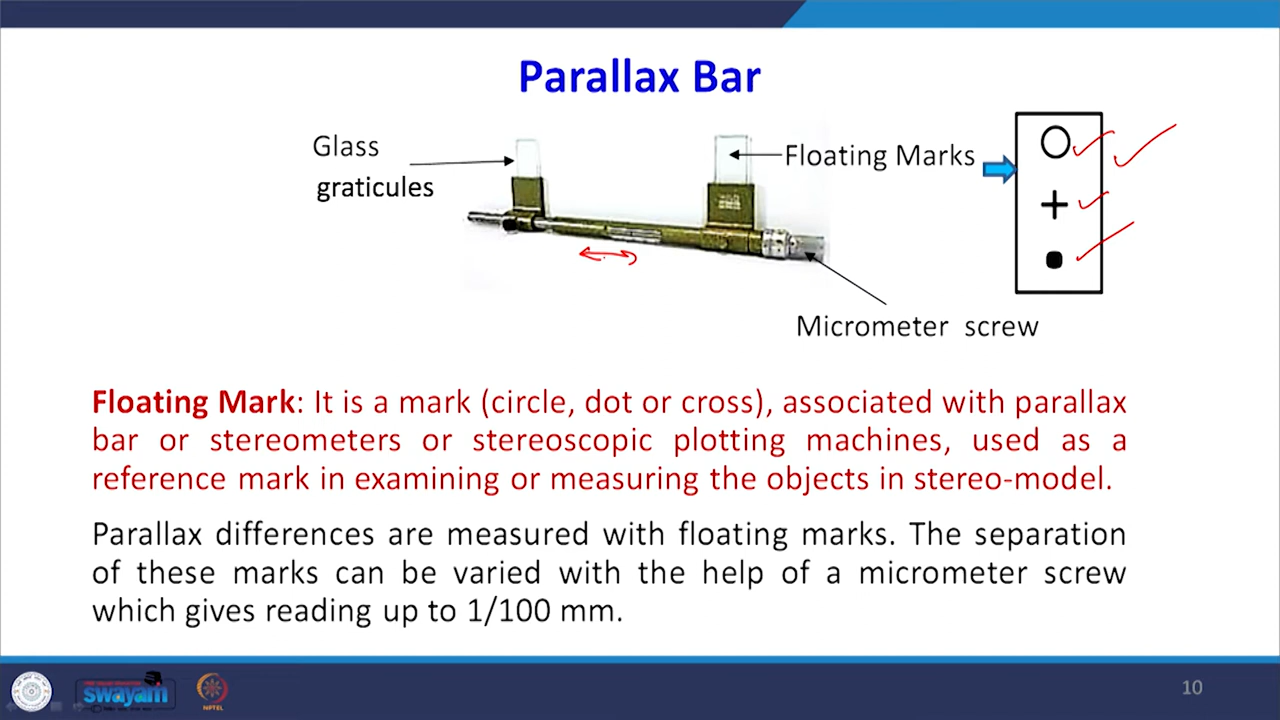 Parallax Bar
Glass
graticules
Floating Marks
Micrometer screw
Floating Mark: It is a mark (circle, dot or cross), associated with parallax
bar or stereometers or stereoscopic plotting machines, used as a
reference mark in examining or measuring the objects in stereo-model.
Parallax differences are measured with floating marks. The separation
of these marks can be varied with the help of a micrometer screw
which gives reading up to 1/100 mm.
swayam
NPTEL
10